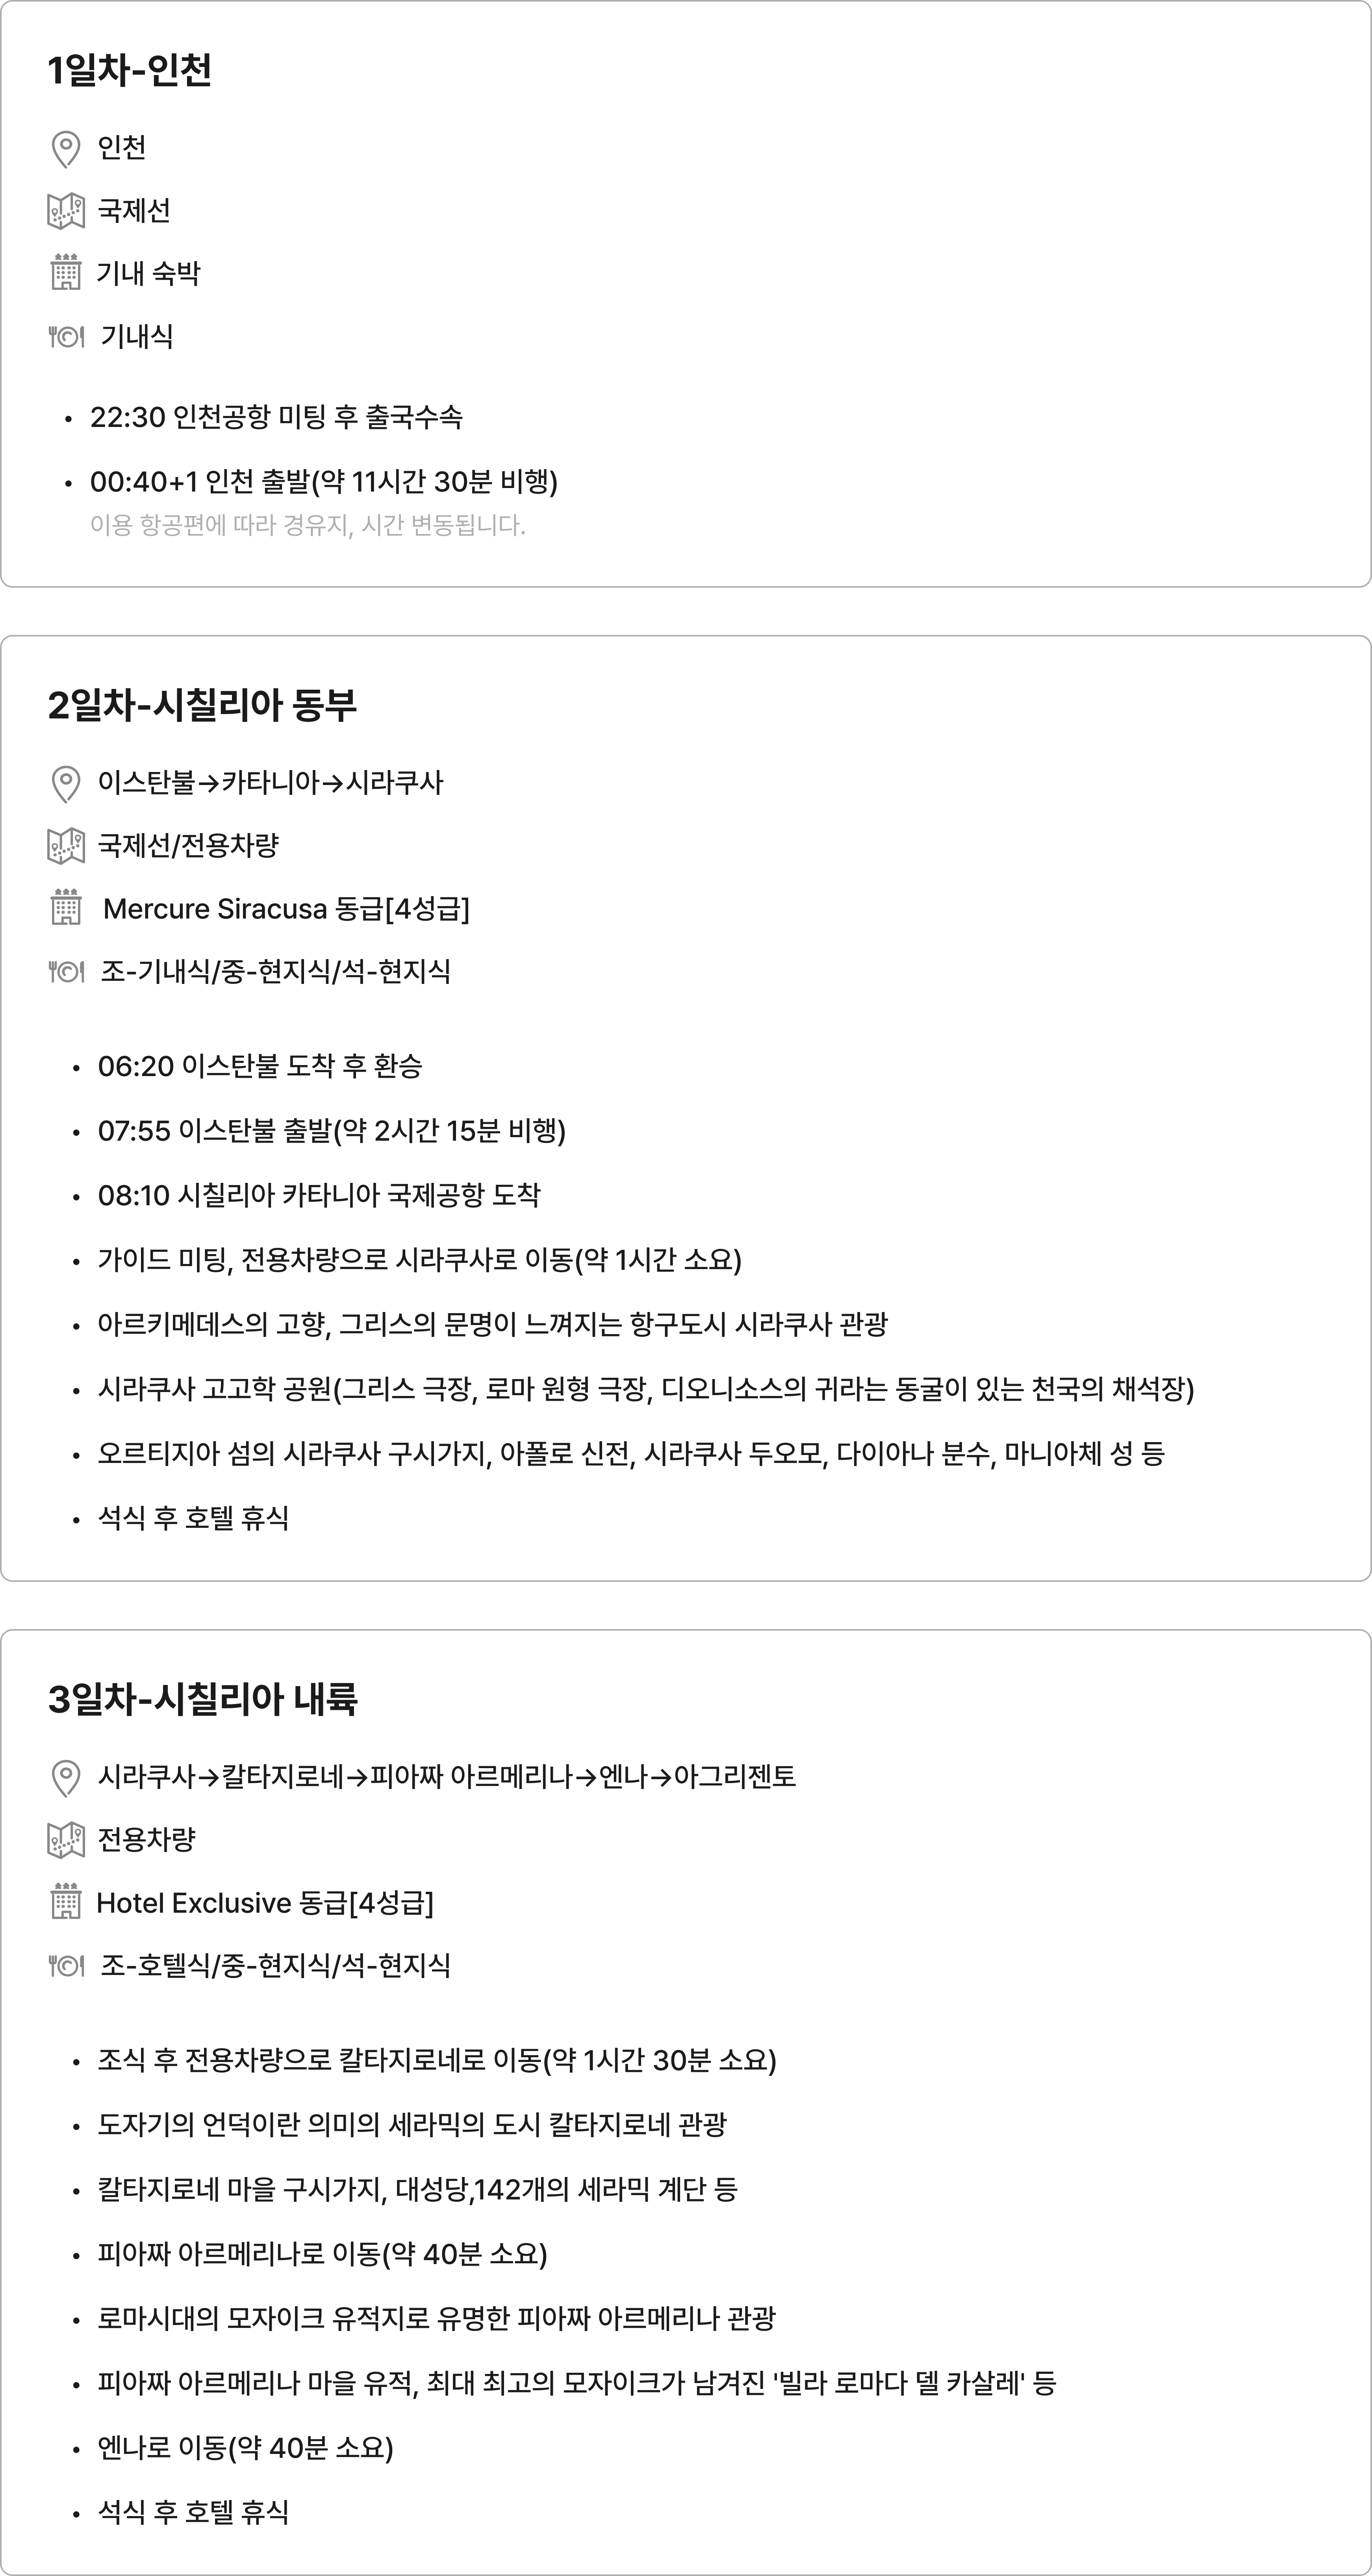 1일차-인천
인천
국제선
기내 숙박
기내식
• 22:30 인천공항 미팅 후 출국수속
• 00:40+1 인천 출발(약 11시간 30분 비행)
이용 항공편에 따라 경유지, 시간 변동됩니다.
2일차-시칠리아 동부
이스탄불→카타니아→시라쿠사
국제선/전용차량
Mercure Siracusa 동급[4성급]
조-기내식/중-현지식/석-현지식
• 06:20 이스탄불 도착 후 환승
• 07:55 이스탄불 출발(약 2시간 15분 비행)
• 08:10 시칠리아 카타니아 국제공항 도착
• 가이드 미팅, 전용차량으로 시라쿠사로 이동(약 1시간 소요)
• 아르키메데스의 고향, 그리스의 문명이 느껴지는 항구도시 시라쿠사 관광
• 시라쿠사 고고학 공원(그리스 극장, 로마 원형 극장, 디오니소스의 귀라는 동굴이 있는 천국의 채석장)
• 오르티지아 섬의 시라쿠사 구시가지, 아폴로 신전, 시라쿠사 두오모, 다이아나 분수, 마니아체 성 등
• 석식 후 호텔 휴식
3일차-시칠리아 내륙
시라쿠사→칼타지로네→피아짜 아르메리나→엔나→아그리젠토
전용차량
Hotel Exclusive 동급[4성급]
조-호텔식/중-현지식/석-현지식
• 조식 후 전용차량으로 칼타지로네로 이동(약 1시간 30분 소요)
• 도자기의 언덕이란 의미의 세라믹의 도시 칼타지로네 관광
• 칼타지로네 마을 구시가지, 대성당,142개의 세라믹 계단 등
• 피아짜 아르메리나로 이동(약 40분 소요)
• 로마시대의 모자이크 유적지로 유명한 피아짜 아르메리나 관광
• 피아짜 아르메리나 마을 유적, 최대 최고의 모자이크가 남겨진 '빌라 로마다 델 카살레' 등
• 엔나로 이동(약 40분 소요)
• 석식 후 호텔 휴식